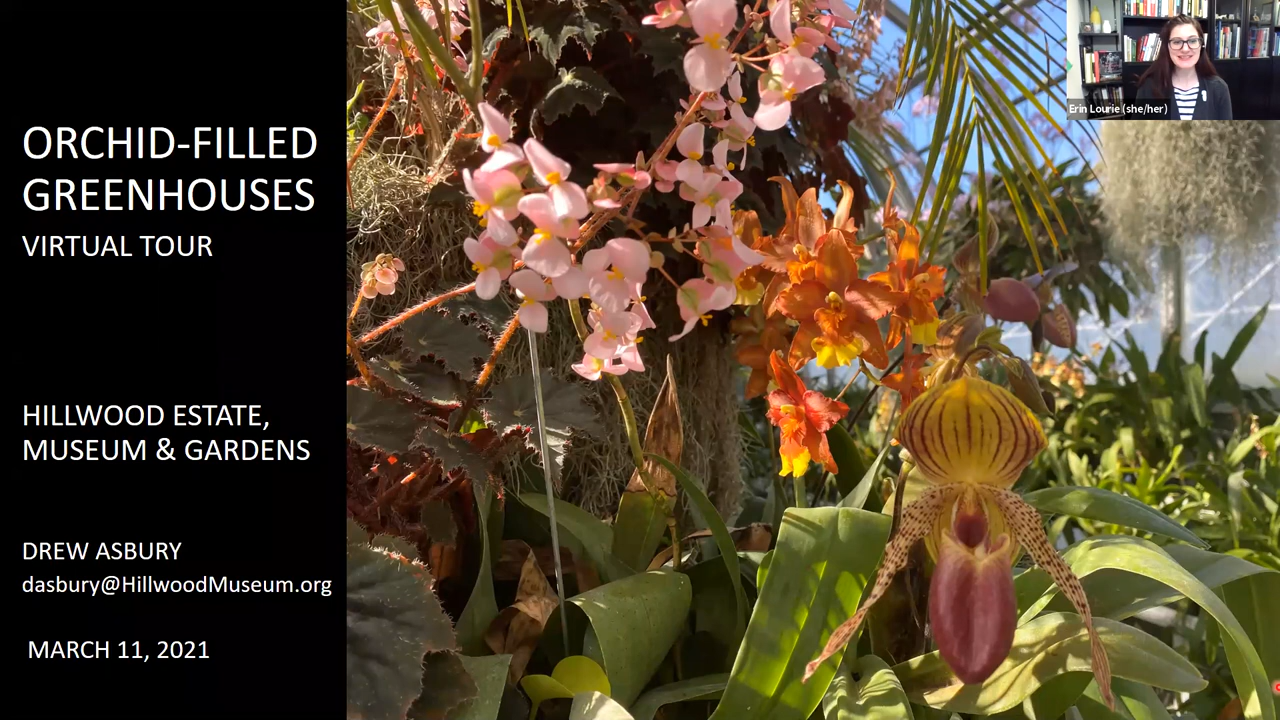 ORCHID-FILLED
GREENHOUSES
VIRTUAL TOUR
HILLWOOD ESTATE,
MUSEUM & GARDENS
DREW ASBURY
dasbury@HillwoodMuseum.org
MARCH 11, 2021
Erin Lourie (she/her)